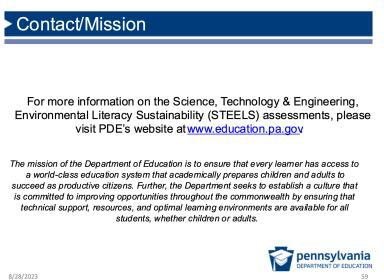 Contact/Mission
For more information on the Science, Technology & Engineering,
Environmental Literacy Sustainability (STEELS) assessments, please
visit PDE's website at www.education.pa.gov
The mission of the Department of Education is to ensure that every learner has access to
a world-class education system that academically prepares children and adults to
succeed as productive citizens. Further, the Department seeks to establish a culture that
is committed to improving opportunities throughout the commonwealth by ensuring that
technical support, resources, and optimal learning environments are available for all
students, whether children or adults.
pennsylvania
DEPARTMENT OF EDUCATION
8/28/2023
59